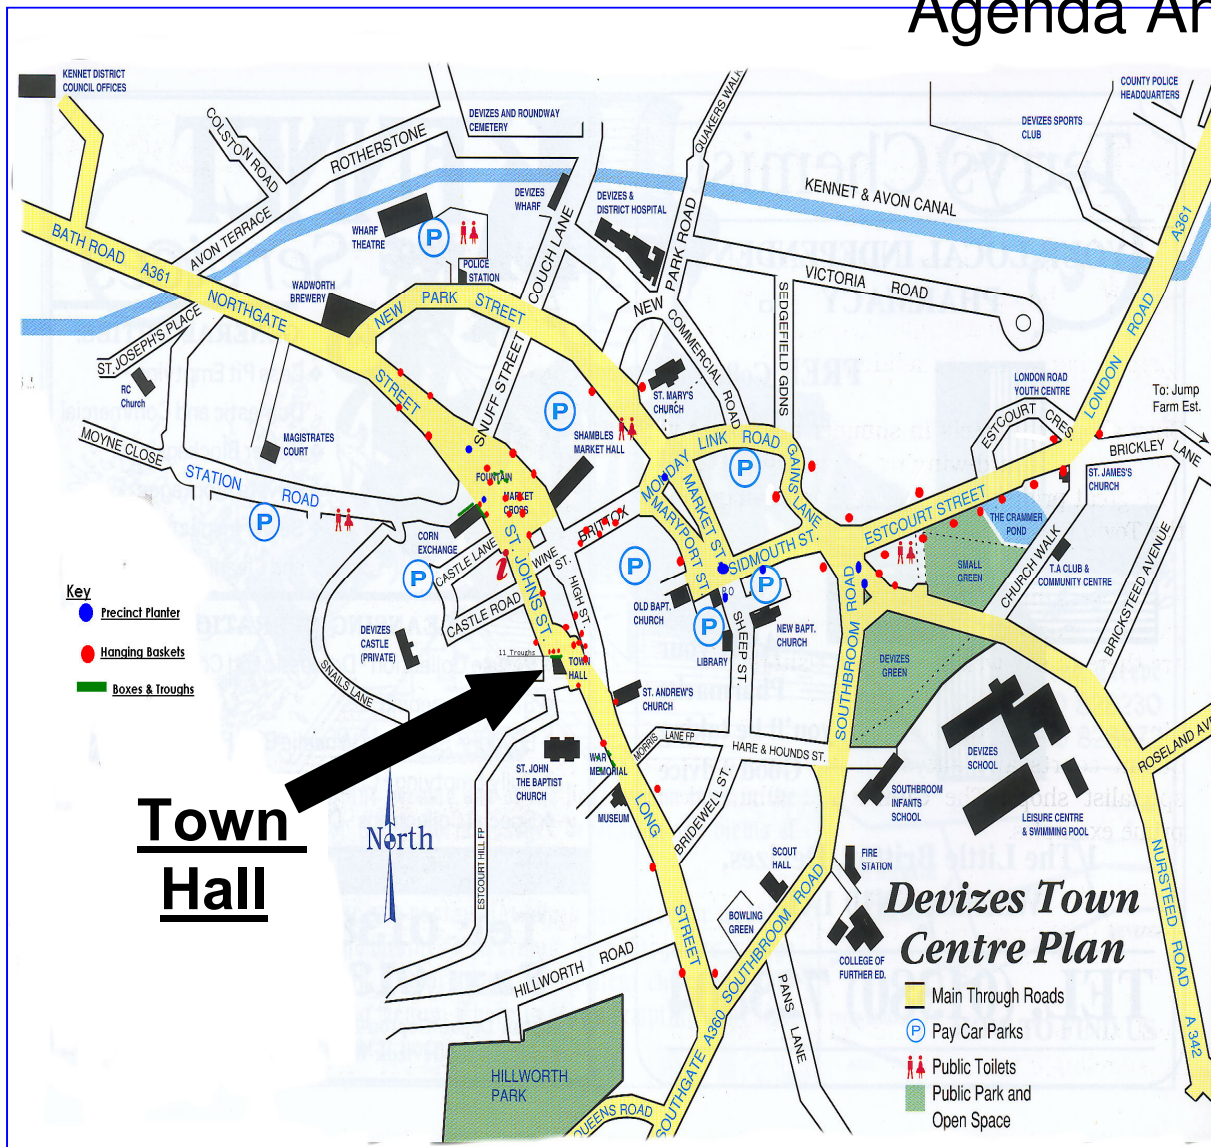 Agenda An
KENNET DISTRICT
COUNCIL OFFICES
COLSTON ROAD
ROTHERSTONE
DEVIZES AND ROUNDWAY
CEMETERY
QUAKERS WALK
COUNTY POLICE
HEADQUARTERS
DEVIZES SPORTS
CLUB
KENNET & AVON CANAL
BATH ROAD A361
AVON TERRACE
WHARF
THEATRE
P
DEVIZES
WHARF
DEVIZES &
DISTRICT HOSPITAL
COUCH LANE
POLICE
STATION
NEW PARK ROAD
VICTORIA ROAD
A361
LONDON ROAD
WADWORTH
BREWERY
NORTHGATE
STREET
NEW PARK STREET
ST.JOSEPH'S PLACE
RC
Church
SNUFF STREET
COMMERCIAL ROAD
SEDGEFIELD GDNS
ST. MARY'S
CHURCH
LONDON ROAD
YOUTH CENTRE
To: Jump
Farm Est.
ESTCOURT CRES
BRICKLEY LANE
MOYNE CLOSE
MAGISTRATES
COURT
P
SHAMBLES
MARKET HALL
LINK ROAD
P
GAINS LANE
ST. JAMES'S
CHURCH
STATION ROAD
P
FOUNTAIN
MARKET
CROSS
CORN
EXCHANGE
BRITTOX
MONDAY MARKET ST.
MARYPORT ST.
SIDMOUTH ST.
ESTCOURT STREET
THE CRAMMER
POND
T.A CLUB &
COMMUNITY CENTRE
SMALL
GREEN
CHURCH WALK
BRICKSTEED AVENUE
CASTLE LANE
P
i
WINE
ST.
HIGH ST.
ST. JOHNS ST.
CASTLE ROAD
P
P
P
OLD BAPT.
CHURCH
NEW BAPT.
CHURCH
LIBRARY
SHEEP ST.
SOUTHBROOM ROAD
Key
Precinct Planter
Hanging Baskets
Boxes & Troughs
DEVIZES
CASTLE
(PRIVATE)
SNAILS LANE
11 Troughs
TOWN
HALL
ST. ANDREW'S
CHURCH
DEVIZES
GREEN
MORRIS LANE FP
HARE & HOUNDS ST.
DEVIZES
SCHOOL
ROSELAND AV
ST. JOHN
THE BAPTIST
CHURCH
WAR
MEMORIAL
MUSEUM
LONG STREET
BRIDEWELL ST.
SOUTHBROOM
INFANTS
SCHOOL
LEISURE CENTRE
& SWIMMING POOL
Town
Hall
North
ESTCOURT HILL FP
SCOUT
HALL
FIRE
STATION
NURSTEED ROAD
A 342
BOWLING
GREEN
SOUTHBROOM ROAD
COLLEGE OF
FURTHER ED.
Devizes Town
Centre Plan
HILLWORTH ROAD
PANS LANE
Main Through Roads
P
Pay Car Parks
Public Toilets
Public Park and
Open Space
HILLWORTH
PARK
QUEENS ROAD
SOUTHGATE A360